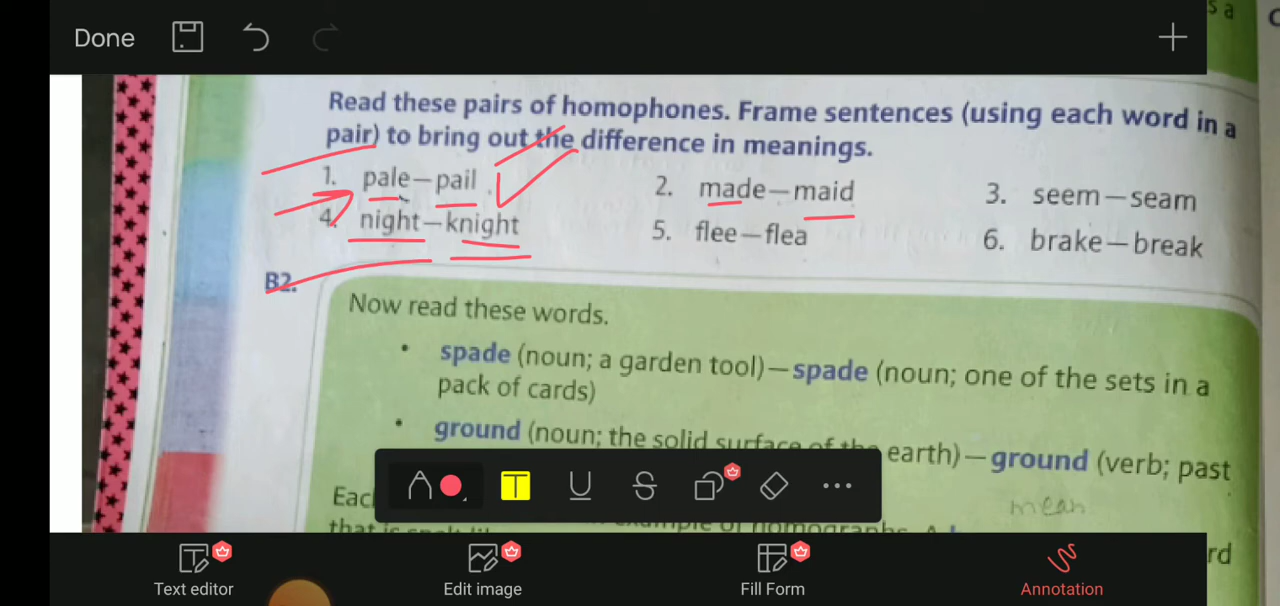 Done
s a
Read these pairs of homophones. Frame sentences (using each word in a
pair) to bring out the difference in meanings.
1. pale—pail 2. made—maid 3. seem—seam
4. night—knight 5. flee—flea 6. brake—break
B2.
Now read these words.
• spade (noun; a garden tool)—spade (noun; one of the sets in a
pack of cards)
• ground (noun; the solid surface of the earth)—ground (verb; past
mean
Text editor Edit image Fill Form Annotation
rd